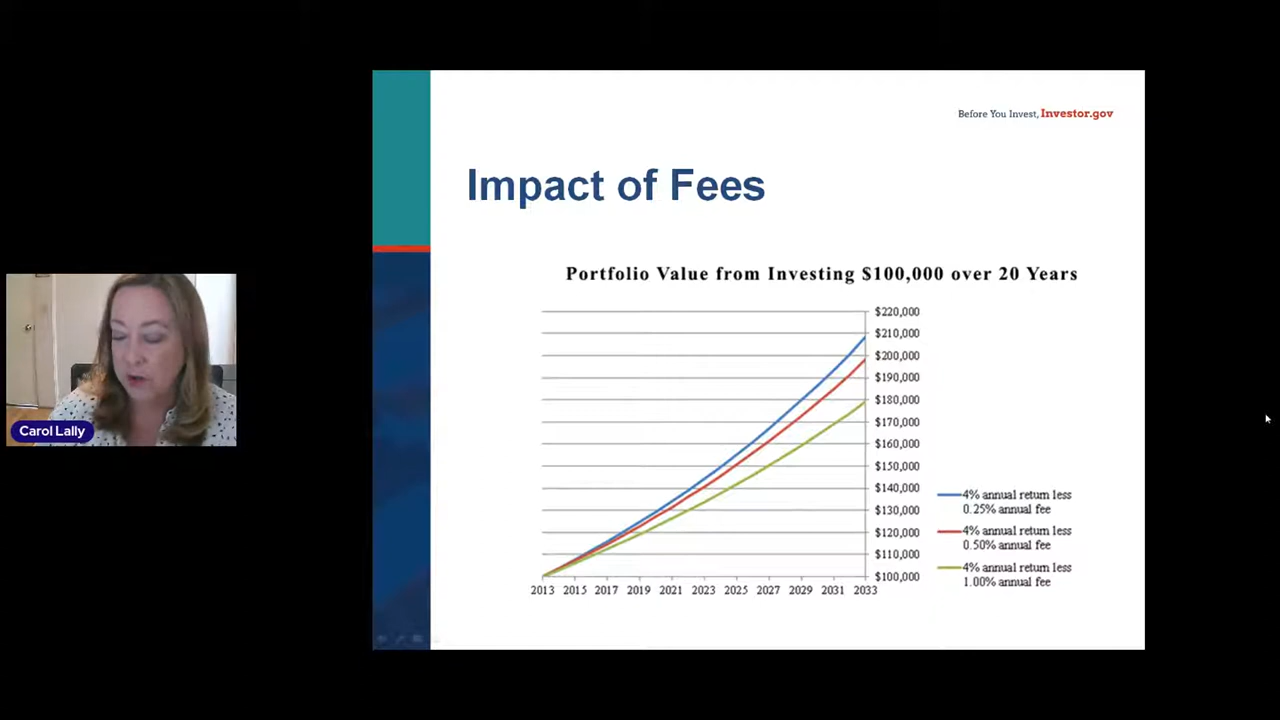 Before You Invest, Investor.gov
Impact of Fees
Portfolio Value from Investing $100,000 over 20 Years
$220,000
$210,000
$200,000
$190,000
$180,000
$170,000
$160,000
$150,000
$140,000
$130,000
$120,000
$110,000
$100,000
2013 2015 2017 2019 2021 2023 2025 2027 2029 2031 2033
4% annual return less
0.25% annual fee
4% annual return less
0.50% annual fee
4% annual return less
1.00% annual fee
Carol Lally